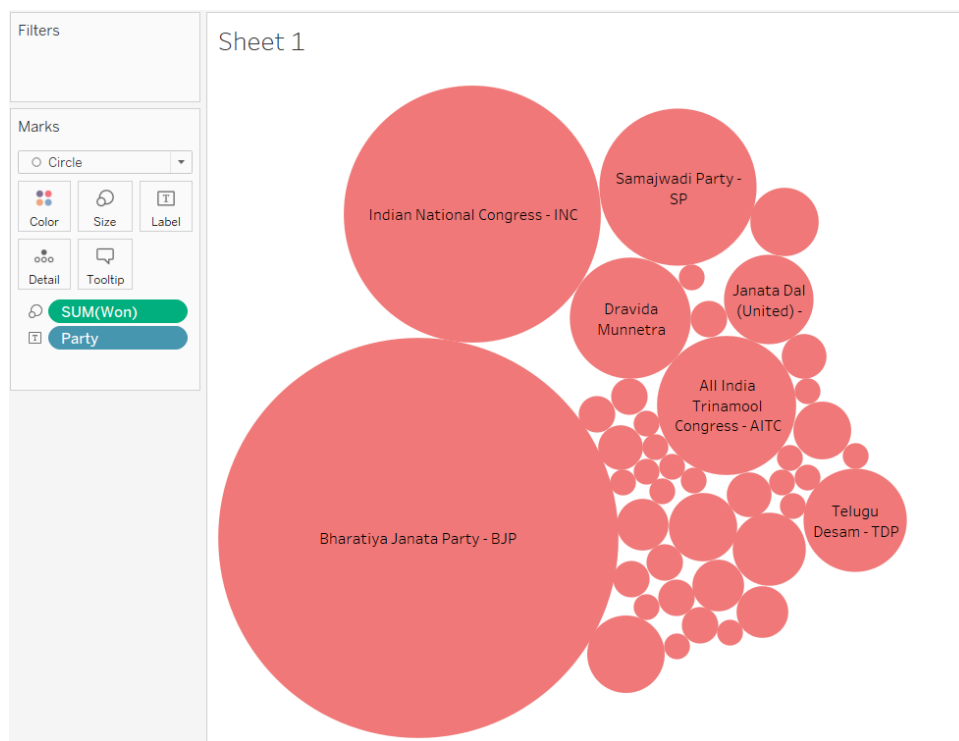 Filters
Marks
Circle
Color
Size
T
Label
Detail
Tooltip
SUM(Won)
T
Party
Sheet 1
Indian National Congress - INC
Samajwadi Party -
SP
Dravida
Munnetra
Janata Dal
(United) -
All India
Trinamool
Congress - AITC
Bharatiya Janata Party - BJP
Telugu
Desam - TDP